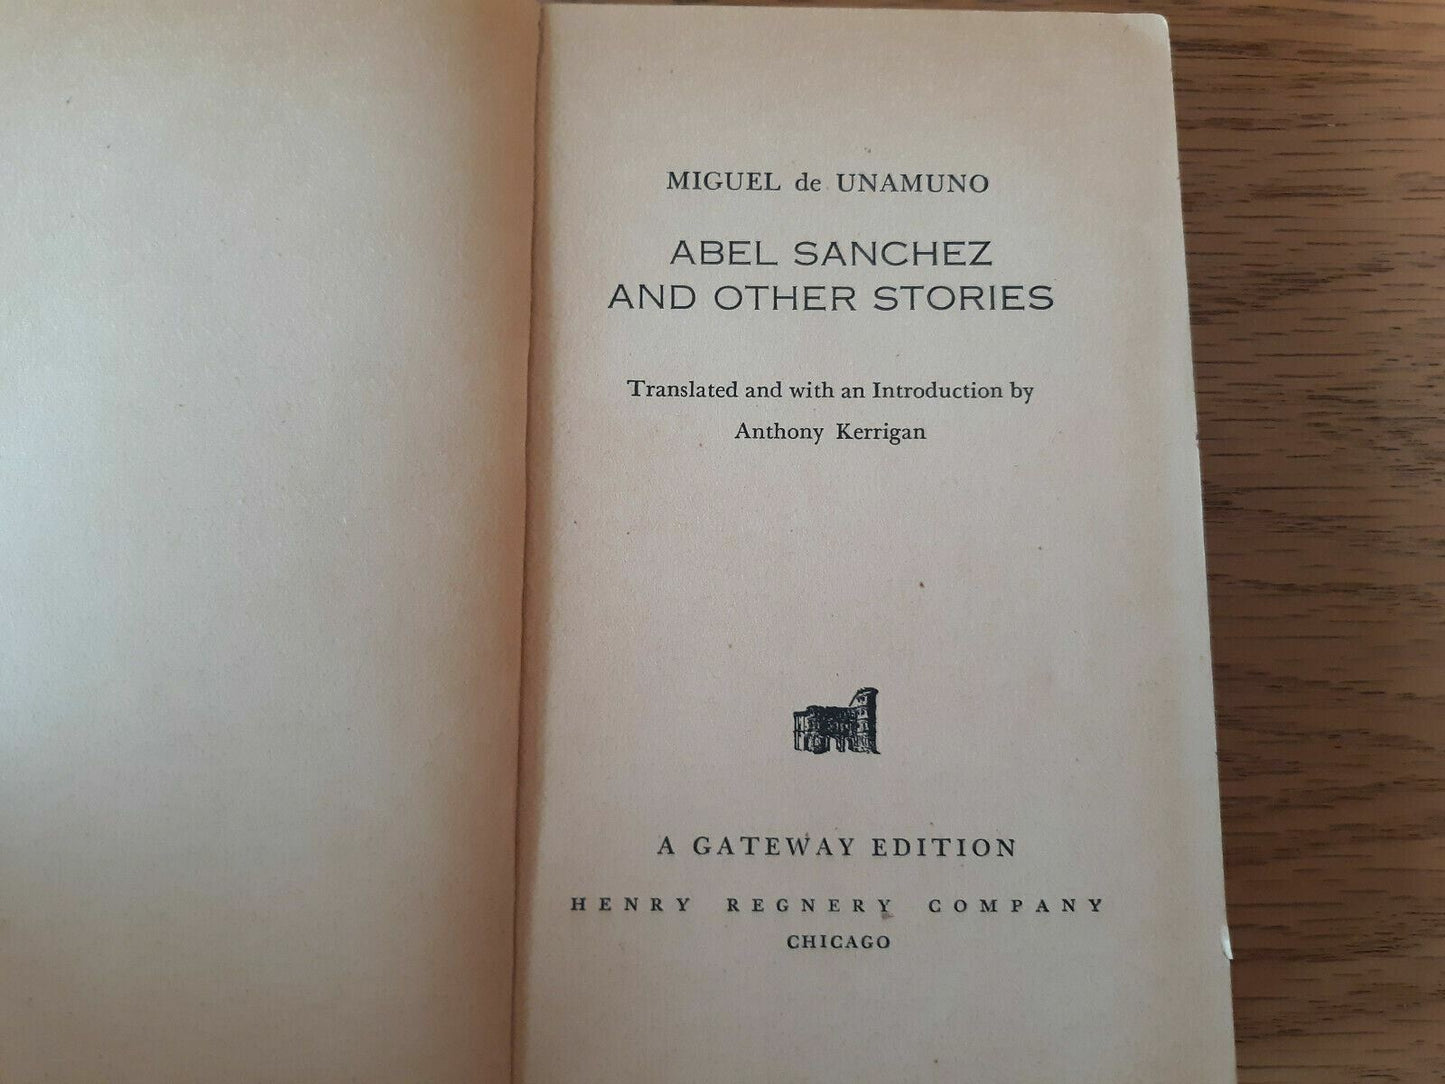 MIGUEL de UNAMUNO
ABEL SANCHEZ
AND OTHER STORIES
Translated and with an Introduction by
Anthony Kerrigan
A GATEWAY EDITION
HENRY REGNERY COMPANY
CHICAGO